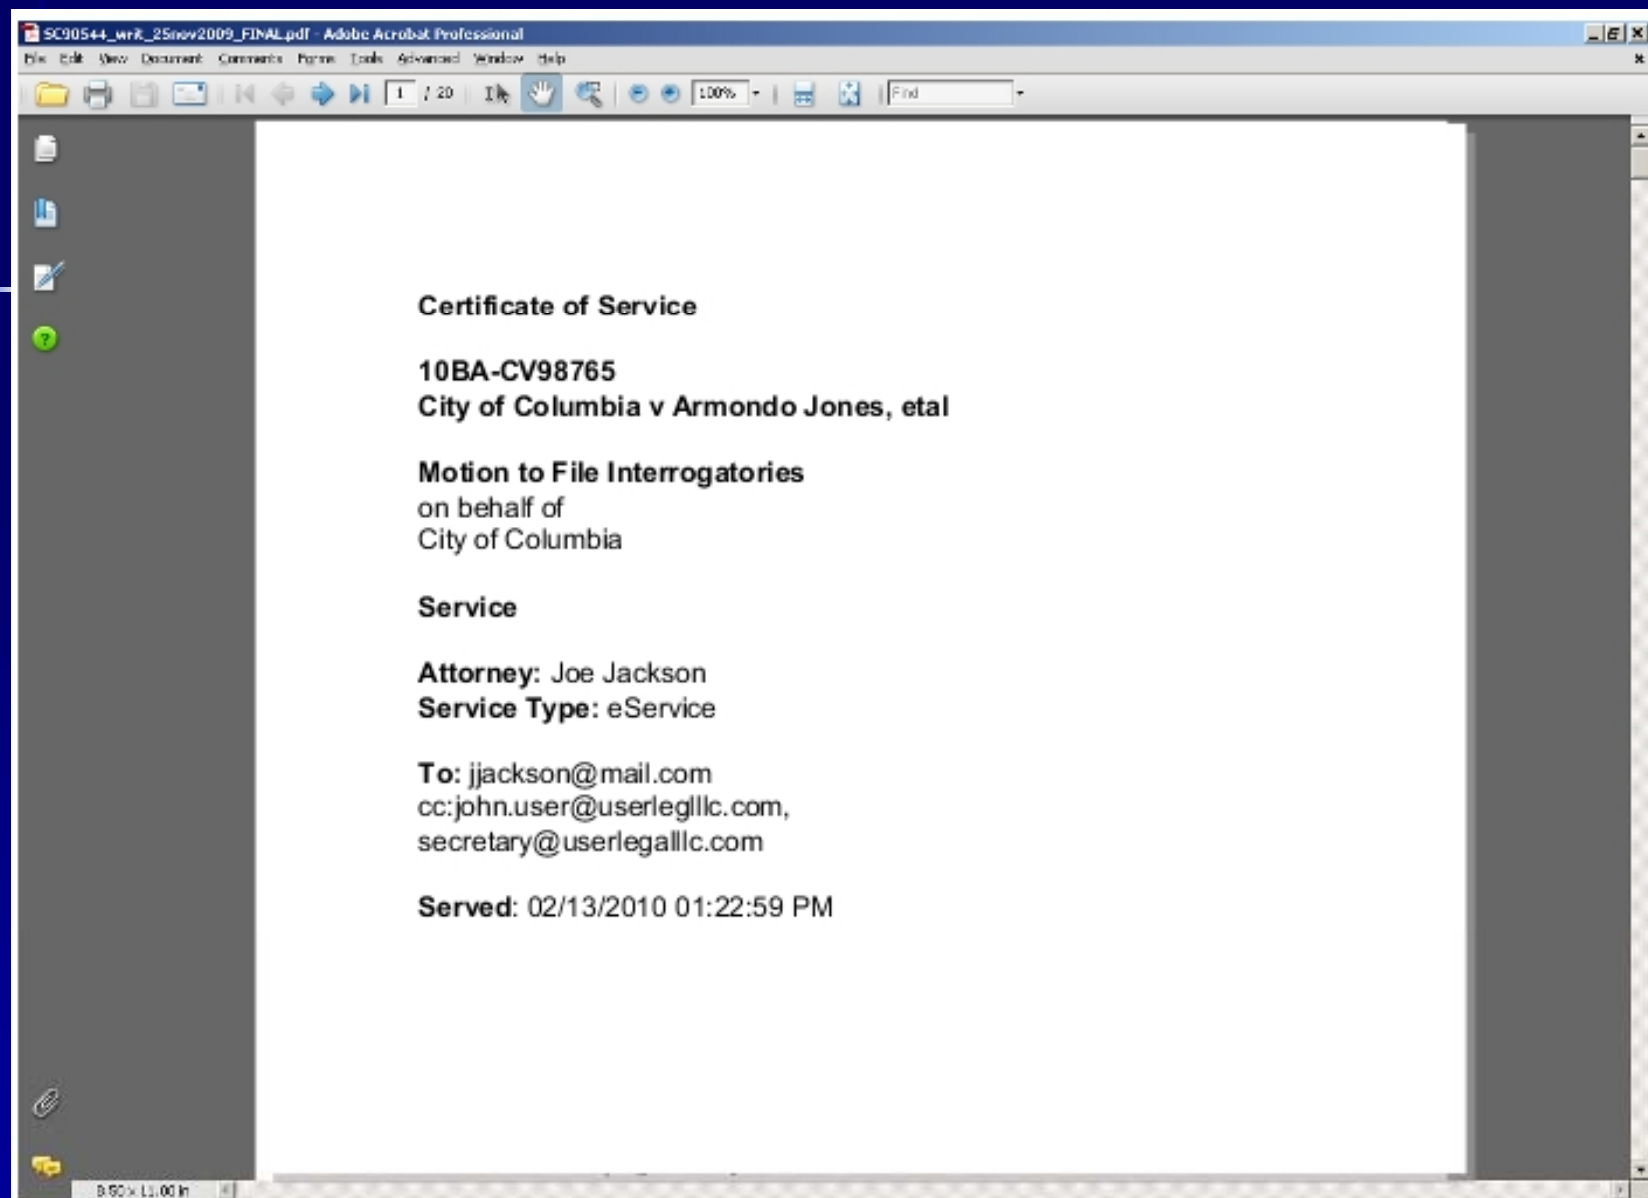 SC90544_writ_25nov2009_FINAL.pdf - Adobe Acrobat Professional
File Edit View Document Comments Forms Tools Advanced Window Help
1 / 20 100% Find
Certificate of Service
10BA-CV98765
City of Columbia v Armondo Jones, etal
Motion to File Interrogatories
on behalf of
City of Columbia
Service
Attorney: Joe Jackson
Service Type: eService
To: jjackson@mail.com
cc:john.user@userleglllc.com,
secretary@userlegalllc.com
Served: 02/13/2010 01:22:59 PM
8.50 x 11.00 in